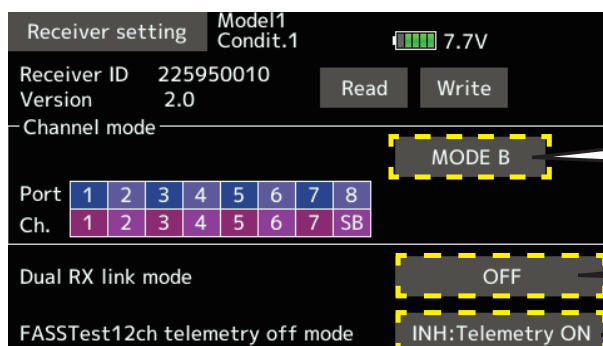 Receiver setting Model1
Condit.1 7.7V
Receiver ID 225950010
Version 2.0 Read Write
Channel mode
MODE B
Port 1 2 3 4 5 6 7 8
Ch. 1 2 3 4 5 6 7 SB
Dual RX link mode OFF
FASSTest12ch telemetry off mode INH:Telemetry ON